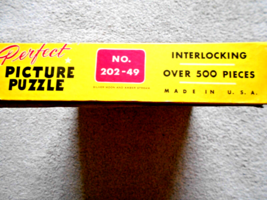 Perfect
PICTURE
PUZZLE
NO.
202-49
INTERLOCKING
OVER 500 PIECES
MADE IN U.S.A.